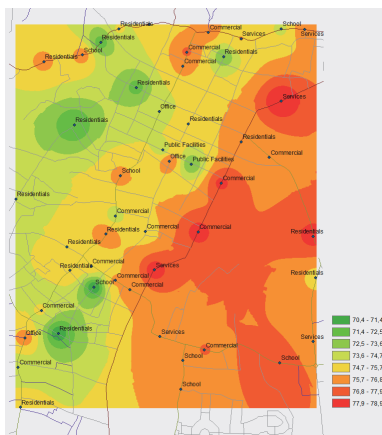 Residentials
Commercial
School
Services
Services
Residentials
School
Residentials
Commercial
Residentials
Commercial
Residentials
Services
Office
Residentials
Residentials
Public Facilities
Office
Public Facilities
Commercial
School
Commercial
Residentials
Commercial
Residentials
Commercial
Commercial
Residentials
Residentials
Residentials
Commercial
Services
Commercial
School
Commercial
Residentials
Commercial
Residentials
Office
Services
Services
Commercial
School
Commercial
School
School
Residentials
70,4 - 71,4
71,4 - 72,5
72,5 - 73,6
73,6 - 74,7
74,7 - 75,7
75,7 - 76,8
76,8 - 77,9
77,9 - 78,9